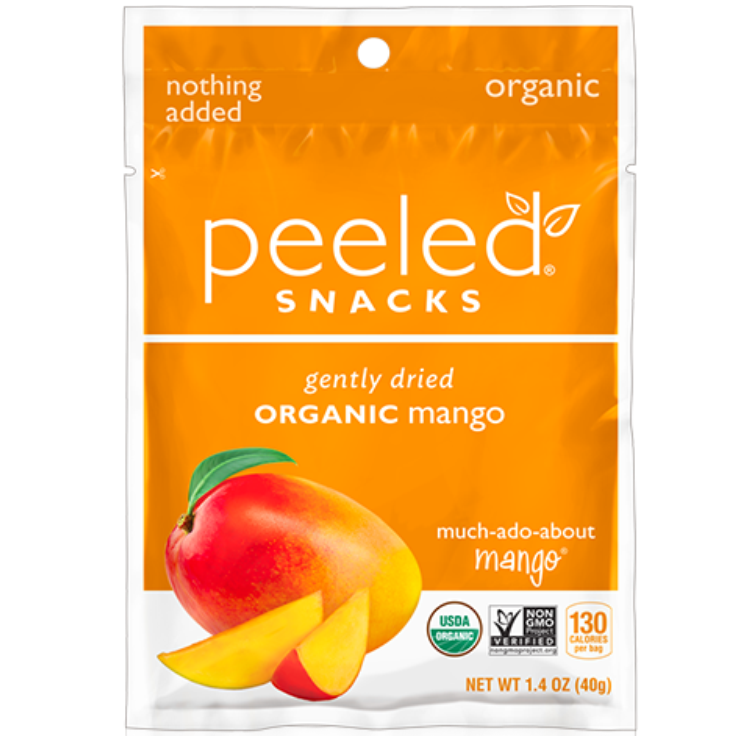 nothing
added
organic
peeled®
SNACKS
gently dried
ORGANIC mango
much-ado-about
mango®
USDA
ORGANIC
NON
GMO
Project
VERIFIED
nongmoproject.org
130
CALORIES
per bag
NET WT 1.4 OZ (40g)